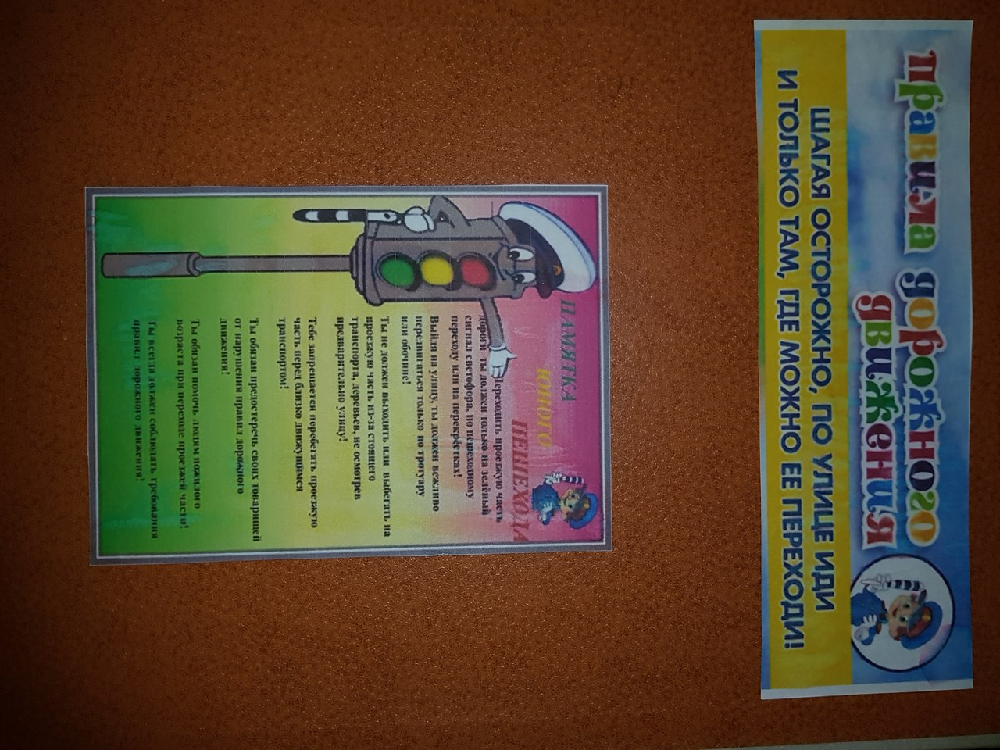 правила дорожного
движения
ШАГАЯ ОСТОРОЖНО, ПО УЛИЦЕ ИДИ
И ТОЛЬКО ТАМ, ГДЕ МОЖНО ЕЕ ПЕРЕХОДИ!
ПАМЯТКА
ЮНОГО
ПЕШЕХОДА
Переходить проезжую часть
дороги ты должен только на зелёный
сигнал светофора, по пешеходному
переходу или на перекрёстках!
Выйдя на улицу, ты должен вежливо
передвигаться только по тротуару
или обочине!
Ты не должен выходить или выбегать на
проезжую часть из-за стоящего
транспорта, деревьев, не осмотрев
предварительно улицу!
Тебе запрещается перебегать проезжую
часть перед близко движущимся
транспортом!
Ты обязан предостеречь своих товарищей
от нарушения правил дорожного
движения!
Ты обязан помочь людям пожилого
возраста при переходе проезжей части!
Ты всегда должен соблюдать требования
правил дорожного движения!